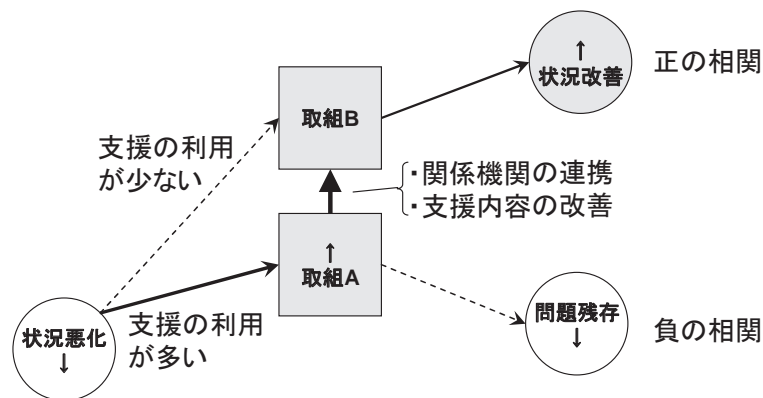 ↑
状況改善
正の相関
取組B
支援の利用
が少ない
・関係機関の連携
・支援内容の改善
↑
取組A
問題残存
↓
負の相関
状況悪化
↓
支援の利用
が多い